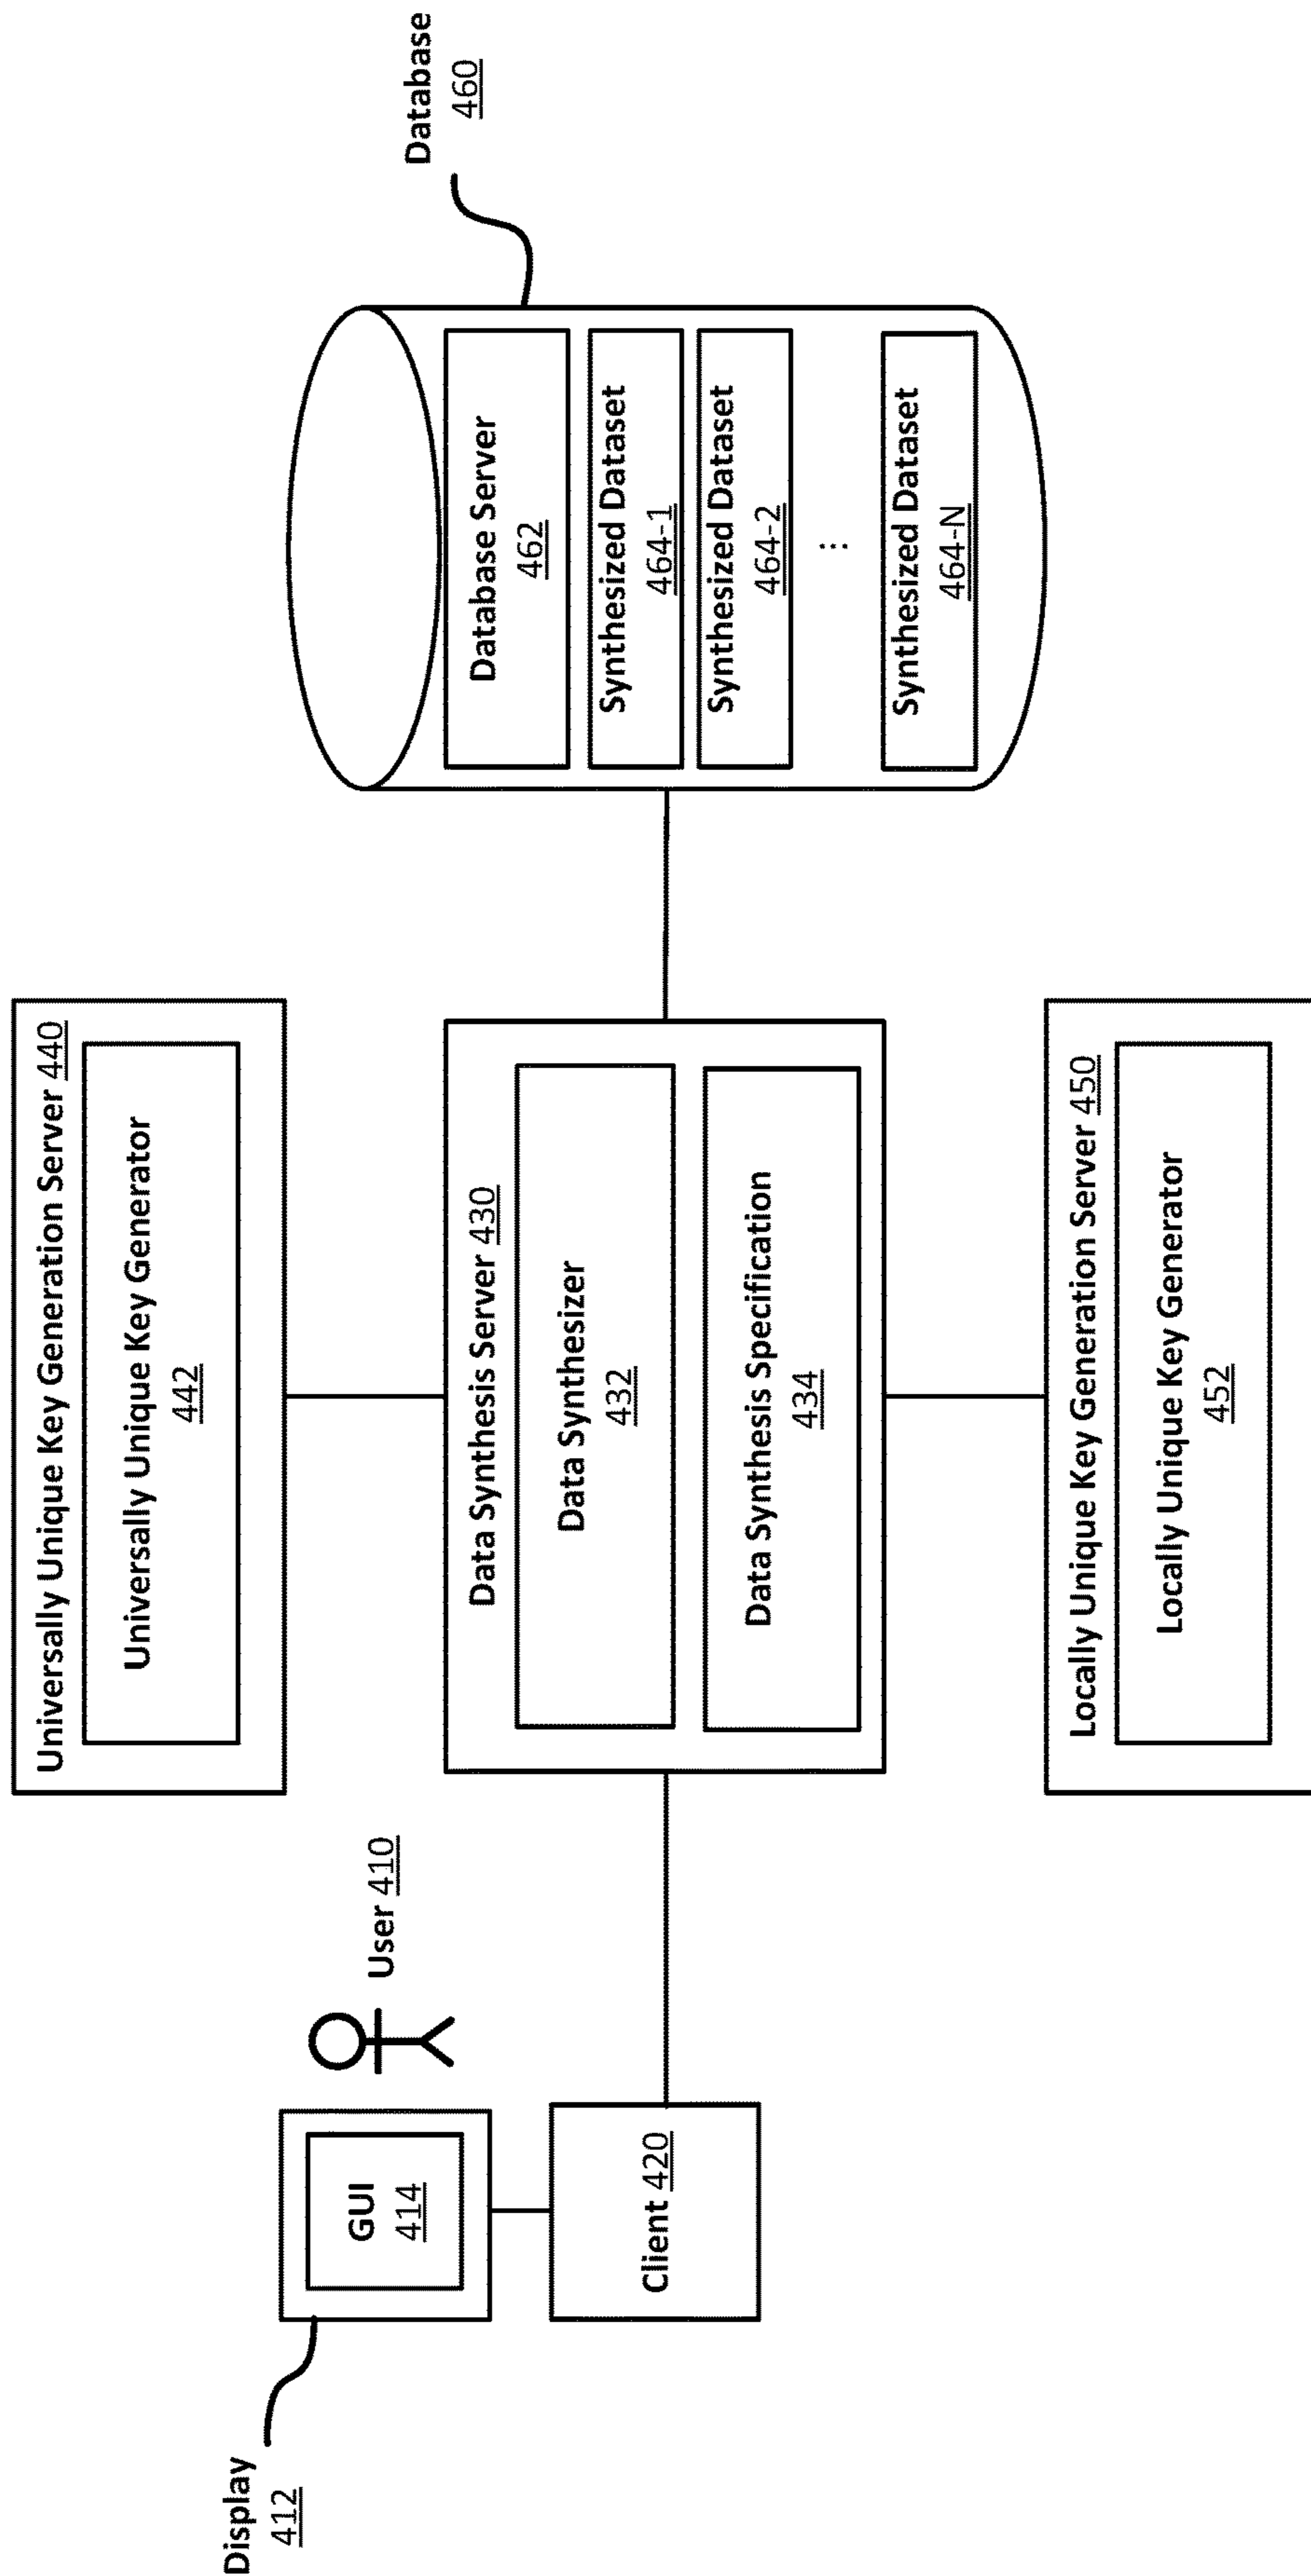 Display
412
GUI
414
User 410
Client 420
Universally Unique Key Generation Server 440
Universally Unique Key Generator
442
Data Synthesis Server 430
Data Synthesizer
432
Data Synthesis Specification
434
Locally Unique Key Generation Server 450
Locally Unique Key Generator
452
Database
460
Database Server
462
Synthesized Dataset
464-1
Synthesized Dataset
464-2
...
Synthesized Dataset
464-N